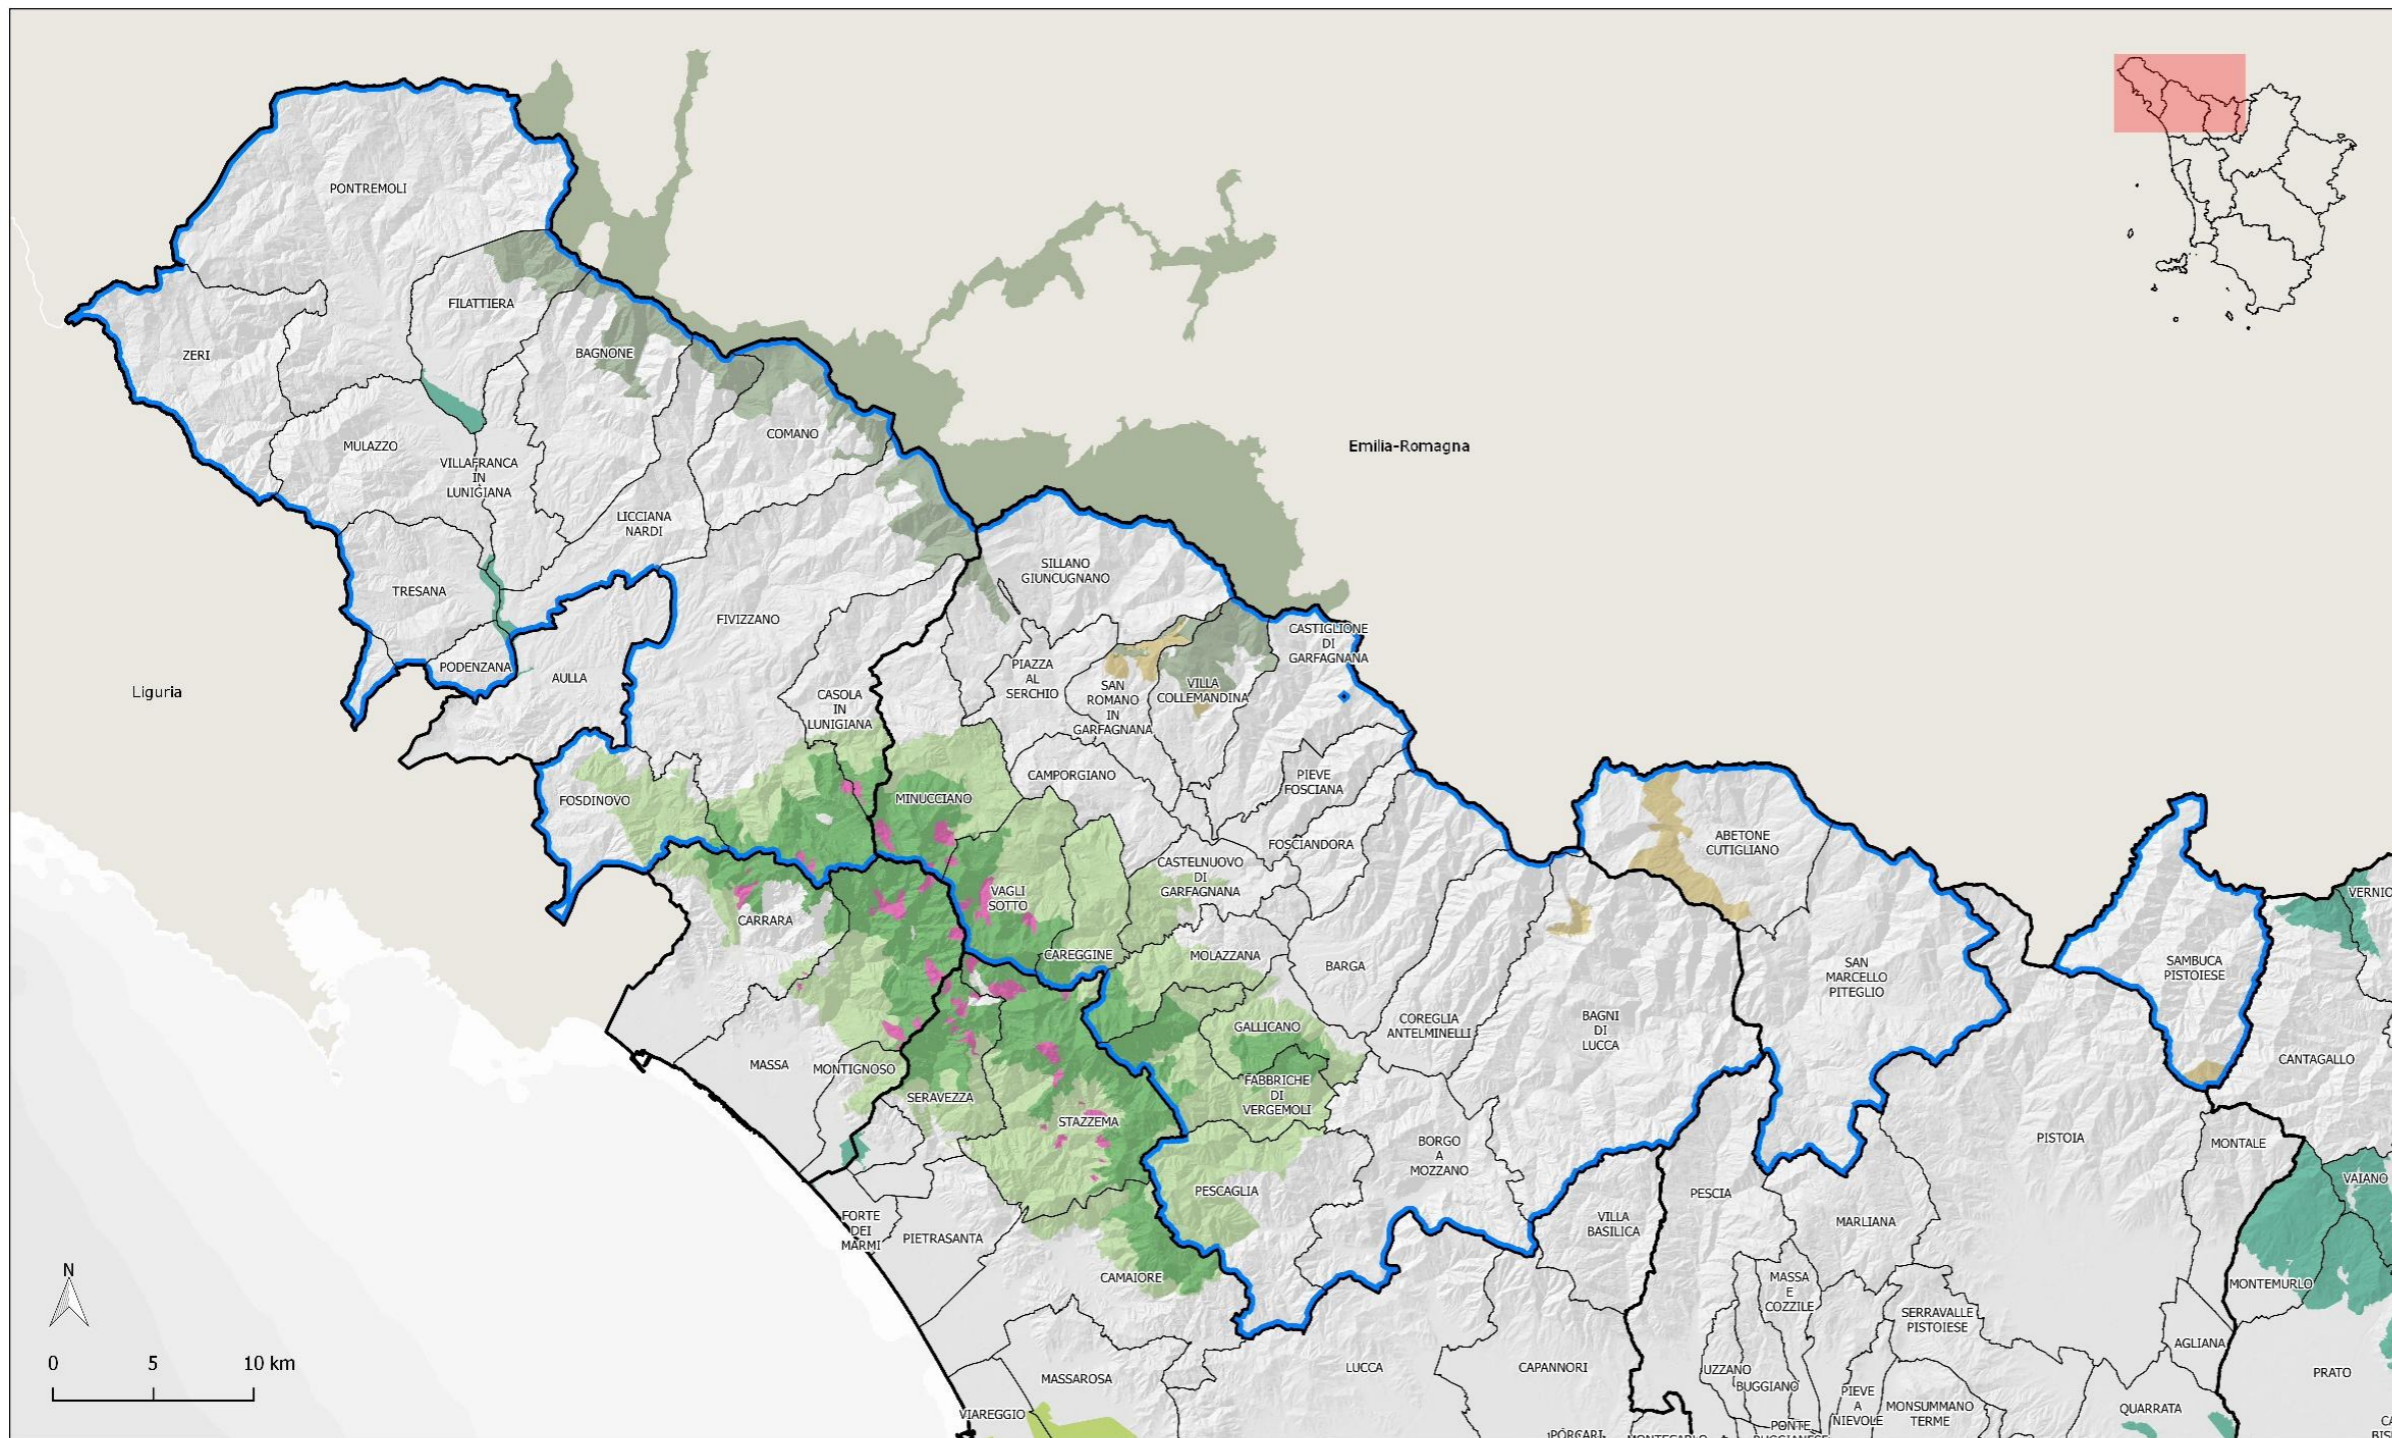 PONTREMOLI
FILATTIERA
ZERI
BAGNONE
COMANO
MULAZZO
VILLAFRANCA
IN
LUNIGIANA
Emilia-Romagna
LICCIANA
NARDI
TRESANA
SILLANO
GIUNCUGNANO
FIVIZZANO
CASTIGLIONE
DI
GARFAGNANA
PODENZANA
AULLA
Liguria
PIAZZA
AL
SERCHIO
CASOLA
IN
LUNIGIANA
SAN
ROMANO
IN
GARFAGNANA
VILLA
COLLEMANDINA
CAMPORGIANO
PIEVE
FOSCIANA
FOSDINOVO
MINUCCIANO
FOSCIANDORA
ABETONE
CUTIGLIANO
CASTELNUOVO
DI
GARFAGNANA
VAGLI
SOTTO
VERNIO
CARRARA
CAREGGINE
MOLAZZANA
BARGA
SAN
MARCELLO
PITEGLIO
SAMBUCA
PISTOIESE
GALLICANO
COREGLIA
ANTELMINELLI
BAGNI
DI
LUCCA
CANTAGALLO
MASSA
MONTIGNOSO
SERAVEZZA
FABBRICHE
DI
VERGEMOLI
STAZZEMA
BORGO
A
MOZZANO
PISTOIA
MONTALE
PESCAGLIA
PESCIA
VAIANO
FORTE
DEI
MARMI
PIETRASANTA
VILLA
BASILICA
MARLIANA
CAMAIORE
MASSA
E
COZZILE
MONTEMURLO
N
SERRAVALLE
PISTOIESE
AGLIANA
0 5 10 km
MASSAROSA
LUCCA
CAPANNORI
UZZANO
BUGGIANO
PIEVE
A
NIEVOLE
MONSUMMANO
TERME
PRATO
VIAREGGIO
QUARRATA
PORCARI
MONTECARLO
PONTE
BUGGIANESE